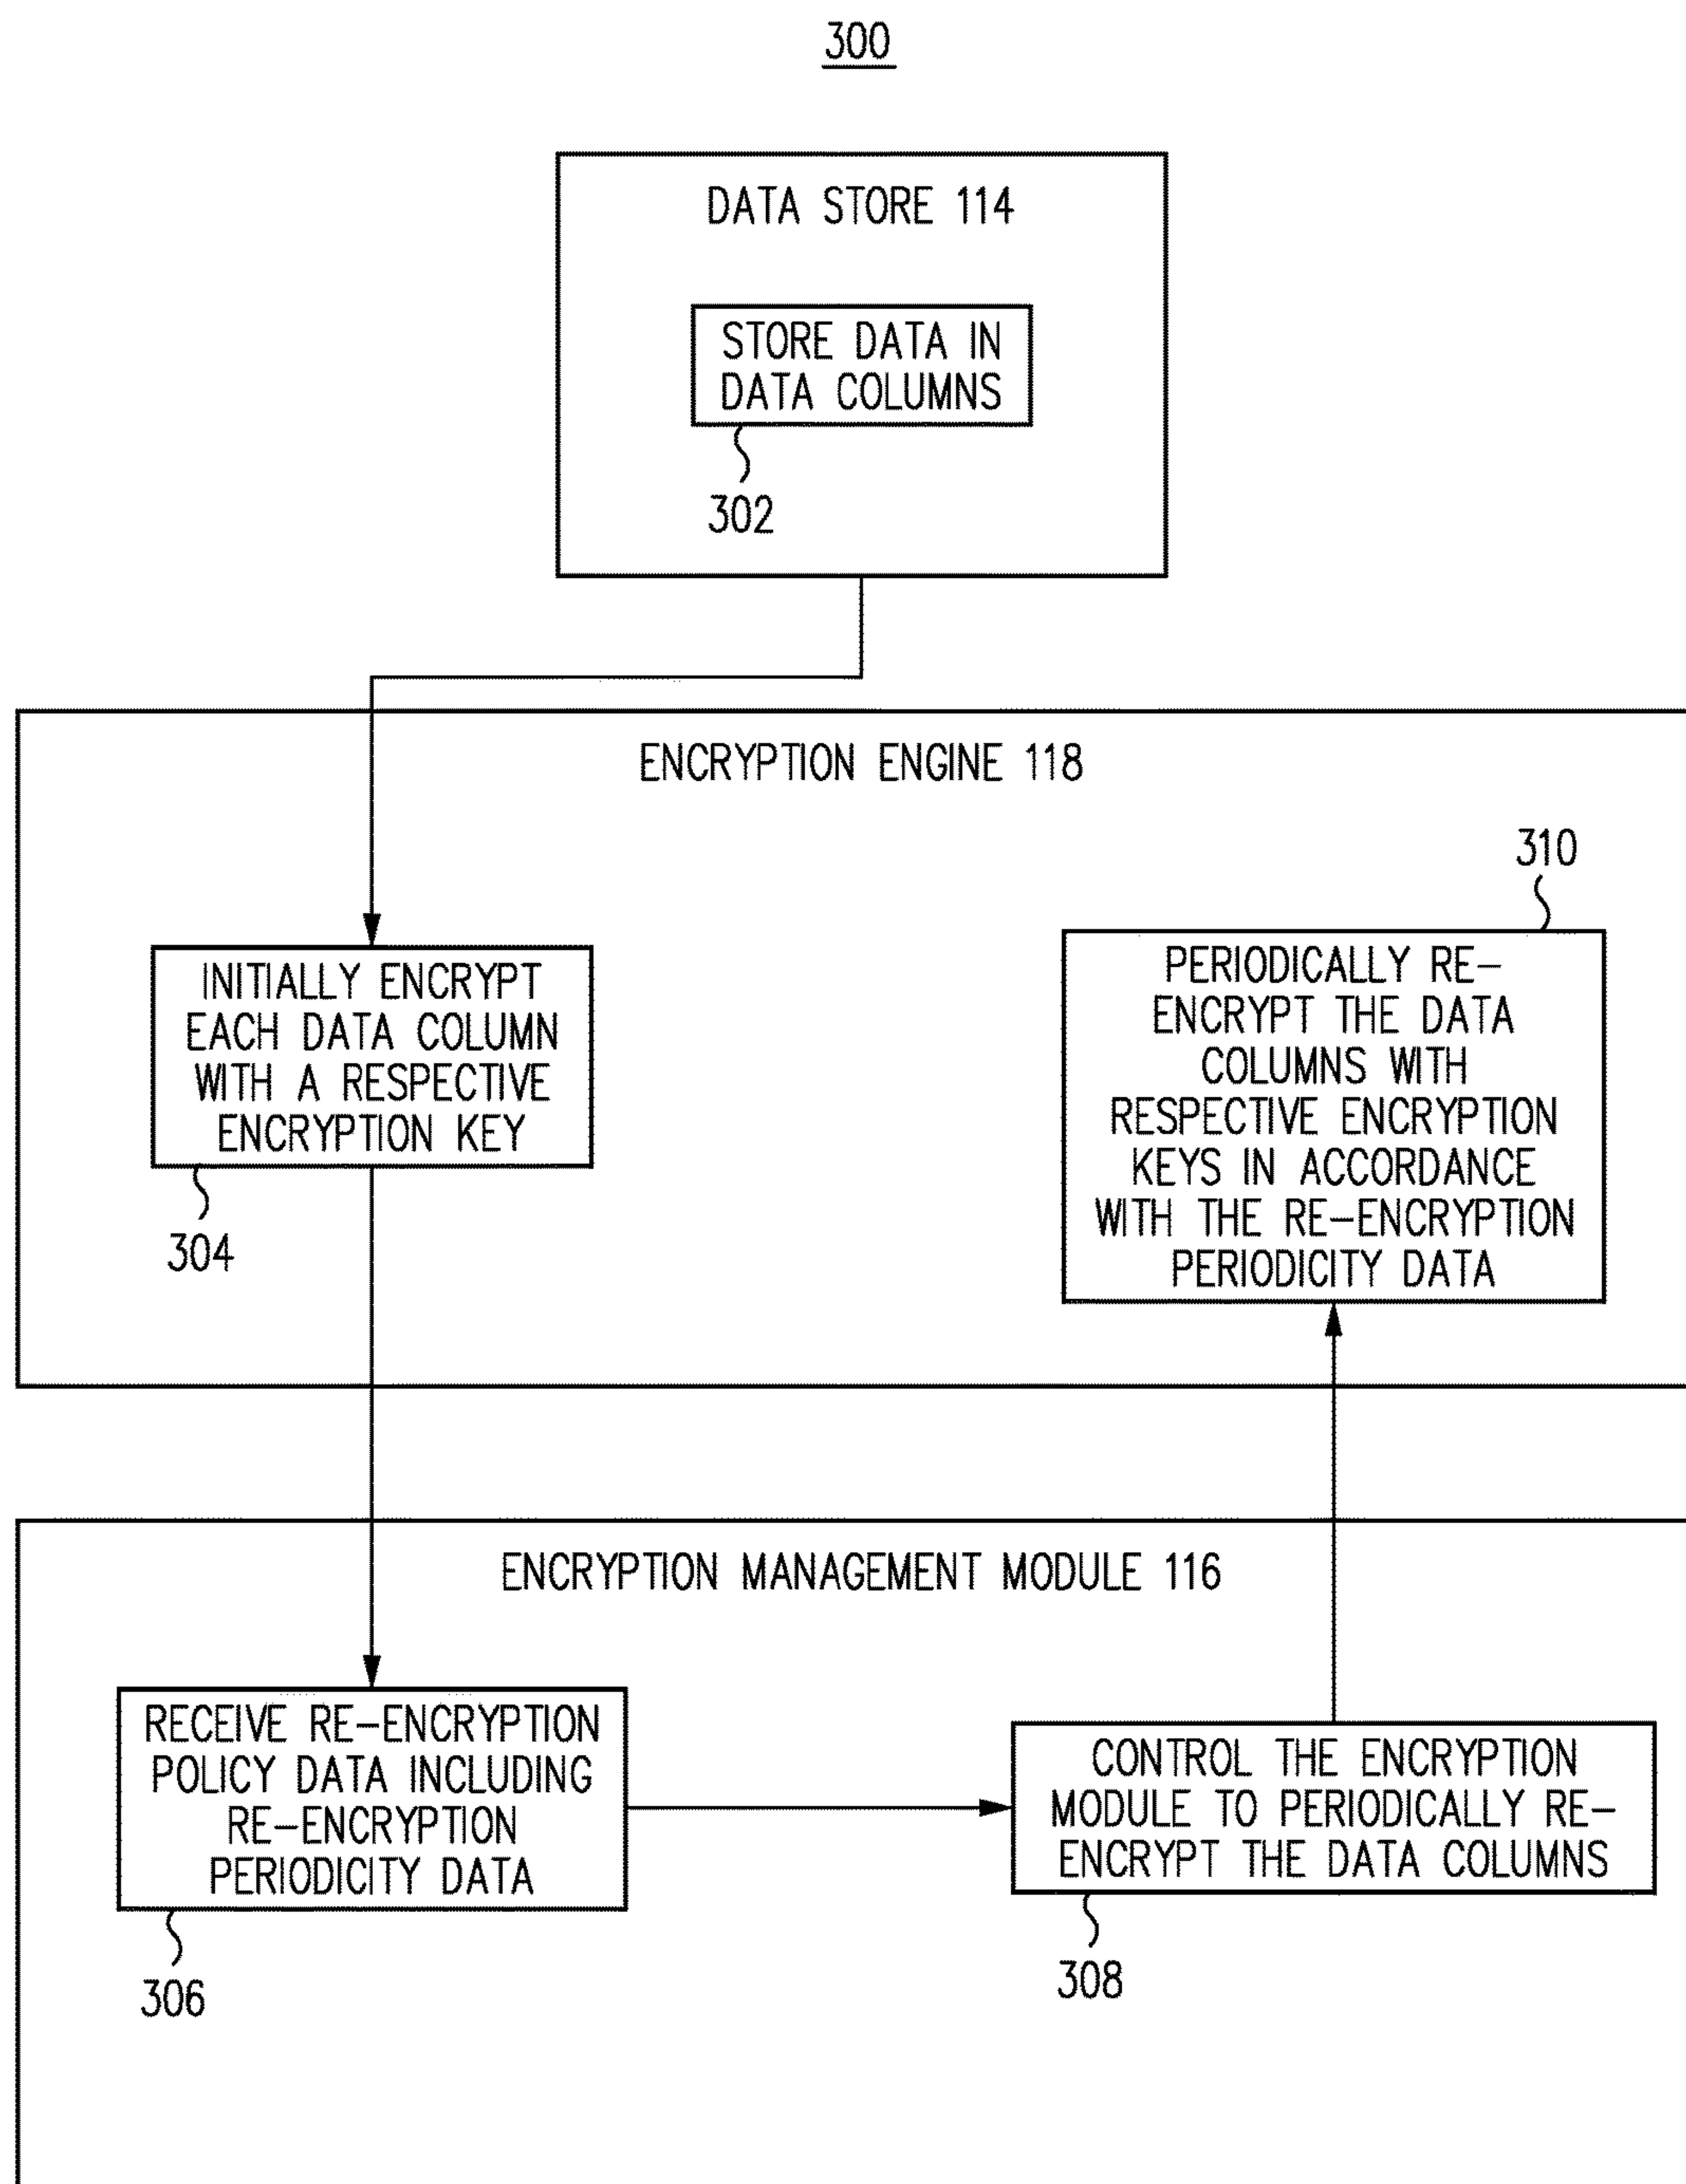 300
DATA STORE 114
STORE DATA IN
DATA COLUMNS
302
ENCRYPTION ENGINE 118
INITIALLY ENCRYPT
EACH DATA COLUMN
WITH A RESPECTIVE
ENCRYPTION KEY
304
310
PERIODICALLY RE-
ENCRYPT THE DATA
COLUMNS WITH
RESPECTIVE ENCRYPTION
KEYS IN ACCORDANCE
WITH THE RE-ENCRYPTION
PERIODICITY DATA
ENCRYPTION MANAGEMENT MODULE 116
RECEIVE RE-ENCRYPTION
POLICY DATA INCLUDING
RE-ENCRYPTION
PERIODICITY DATA
306
CONTROL THE ENCRYPTION
MODULE TO PERIODICALLY RE-
ENCRYPT THE DATA COLUMNS
308